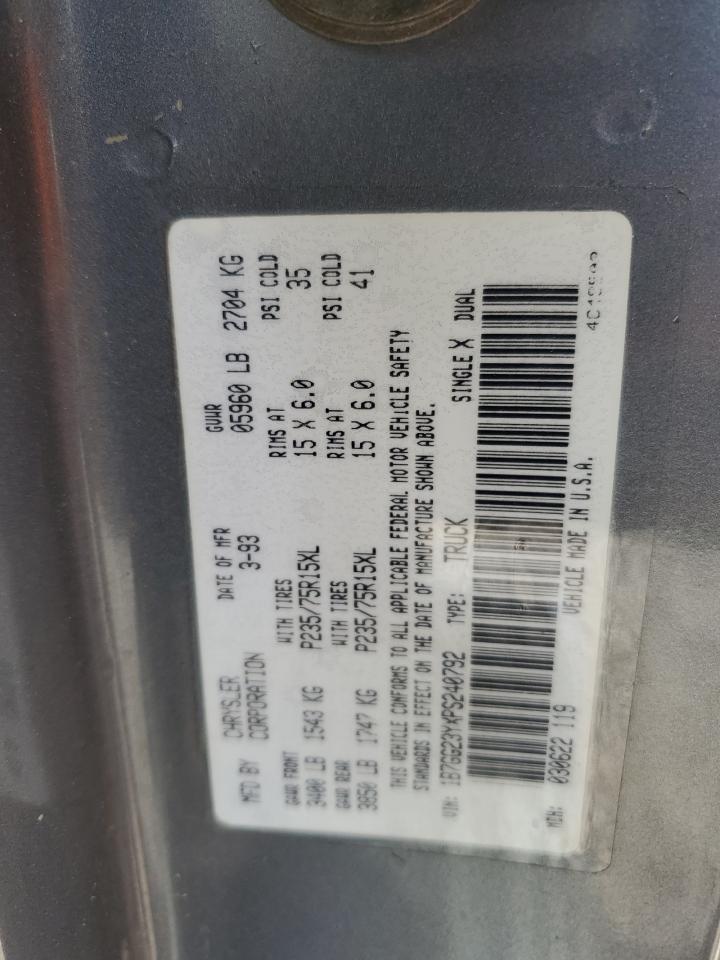 MFD BY CHRYSLER CORPORATION DATE OF MFR 3-93 GVWR 05960 LB 2704 KG
GAWR FRONT WITH TIRES RIMS AT PSI COLD
3400 LB 1543 KG P235/75R15XL 15 X 6.0 35
GAWR REAR WITH TIRES RIMS AT PSI COLD
3850 LB 1747 KG P235/75R15XL 15 X 6.0 41
THIS VEHICLE CONFORMS TO ALL APPLICABLE FEDERAL MOTOR VEHICLE SAFETY
STANDARDS IN EFFECT ON THE DATE OF MANUFACTURE SHOWN ABOVE.
VIN: 1B7GG23YXPS240792 TYPE: TRUCK SINGLE X DUAL
MDH: 030622 119 VEHICLE MADE IN U.S.A.